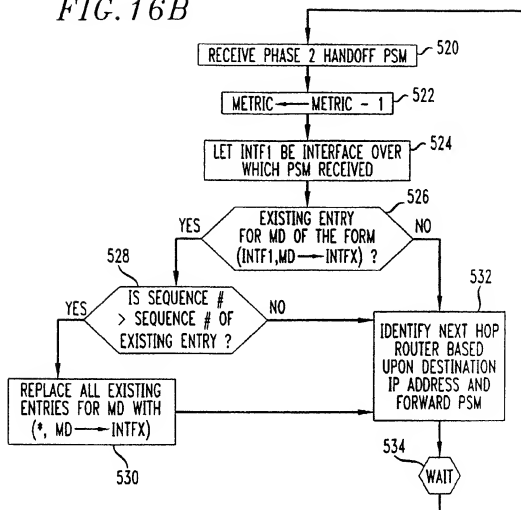 FIG. 16B
RECEIVE PHASE 2 HANDOFF PSM
520
METRIC ← METRIC - 1
522
LET INTF1 BE INTERFACE OVER
WHICH PSM RECEIVED
524
526
YES
EXISTING ENTRY
FOR MD OF THE FORM
(INTF1,MD → INTFX) ?
NO
528
YES
IS SEQUENCE #
> SEQUENCE # OF
EXISTING ENTRY ?
NO
532
IDENTIFY NEXT HOP
ROUTER BASED
UPON DESTINATION
IP ADDRESS AND
FORWARD PSM
REPLACE ALL EXISTING
ENTRIES FOR MD WITH
(*, MD → INTFX)
530
534
WAIT